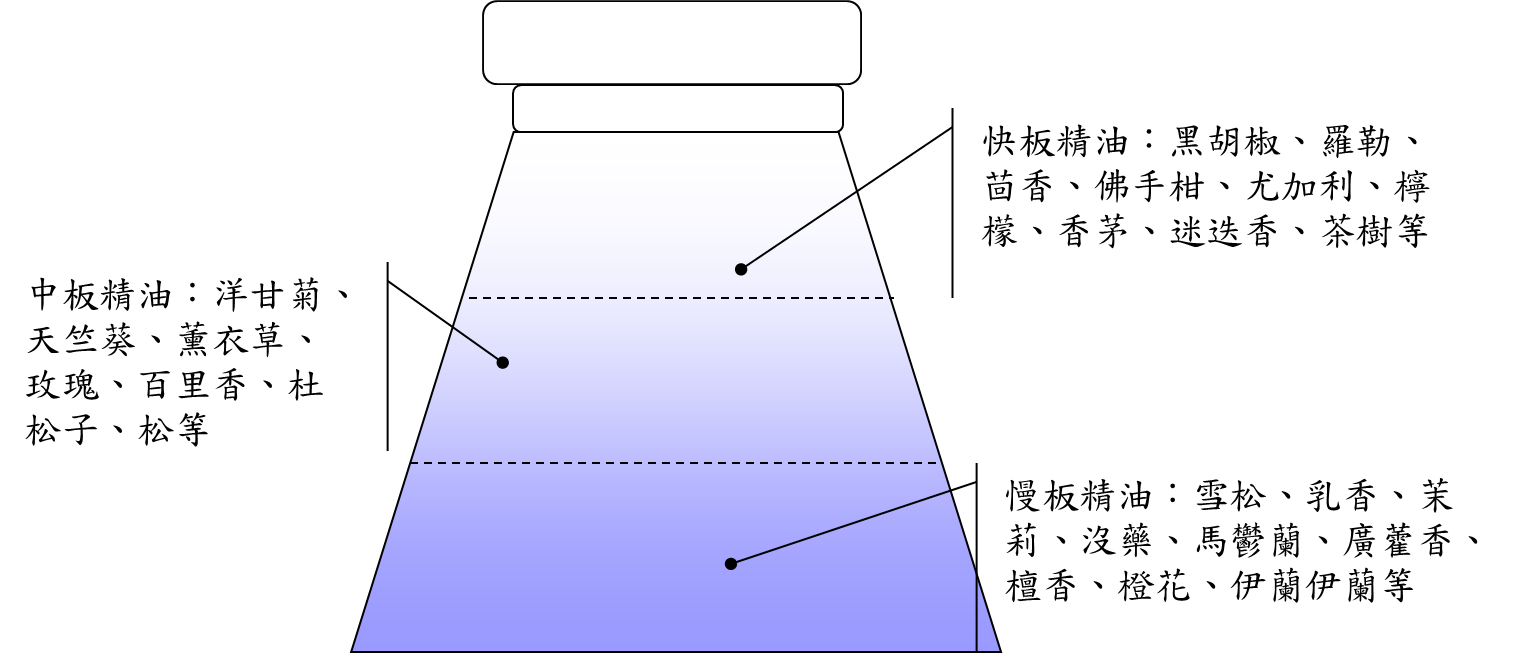 快板精油：黑胡椒、羅勒、
茴香、佛手柑、尤加利、檸
檬、香茅、迷迭香、茶樹等
中板精油：洋甘菊、
天竺葵、薰衣草、
玫瑰、百里香、杜
松子、松等
慢板精油：雪松、乳香、茉
莉、沒藥、馬鬱蘭、廣藿香、
檀香、橙花、伊蘭伊蘭等